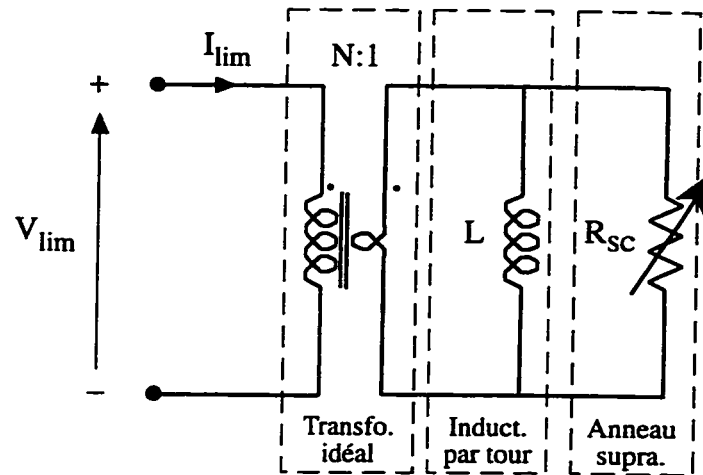 I_lim
N:1
+
V_lim
L
R_SC
−
Transfo.
idéal
Induct.
par tour
Anneau
supra.